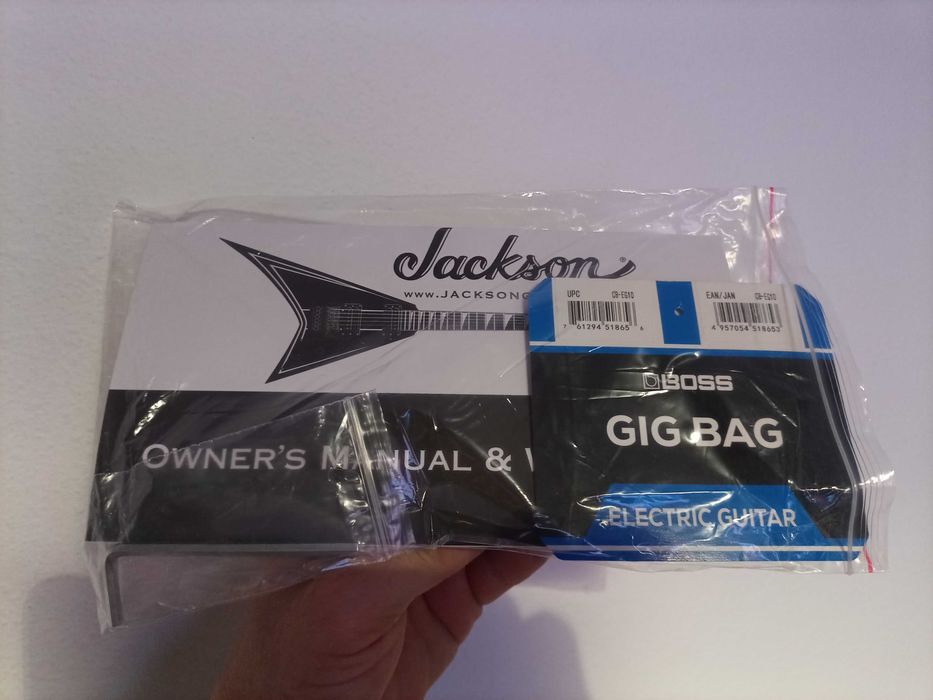 Jackson®
www.JACKSONG
OWNER'S MANUAL & W
UPC CB-EG10
7 61294 51865 6
EAN/JAN CB-EG10
4 957054 518653
BOSS
GIG BAG
ELECTRIC GUITAR